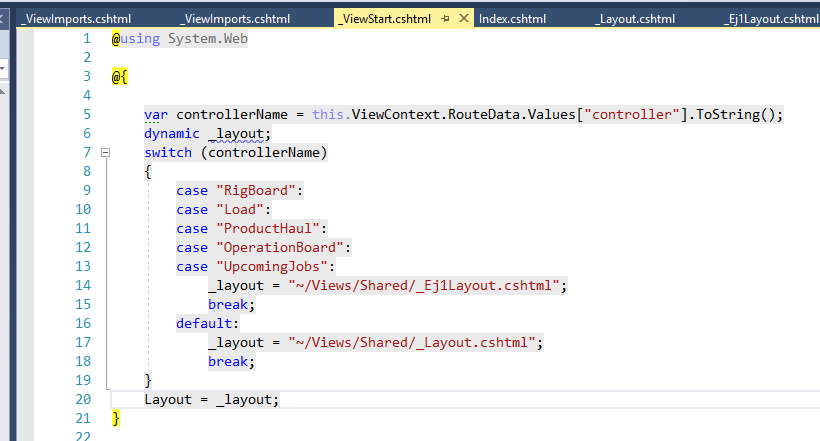 _ViewImports.cshtml _ViewImports.cshtml _ViewStart.cshtml Index.cshtml _Layout.cshtml _Ej1Layout.cshtml
1 @using System.Web
2
3 @{
4
5 var controllerName = this.ViewContext.RouteData.Values["controller"].ToString();
6 dynamic _layout;
7 switch (controllerName)
8 {
9 case "RigBoard":
10 case "Load":
11 case "ProductHaul":
12 case "OperationBoard":
13 case "UpcomingJobs":
14 _layout = "~/Views/Shared/_Ej1Layout.cshtml";
15 break;
16 default:
17 _layout = "~/Views/Shared/_Layout.cshtml";
18 break;
19 }
20 Layout = _layout;
21 }
22